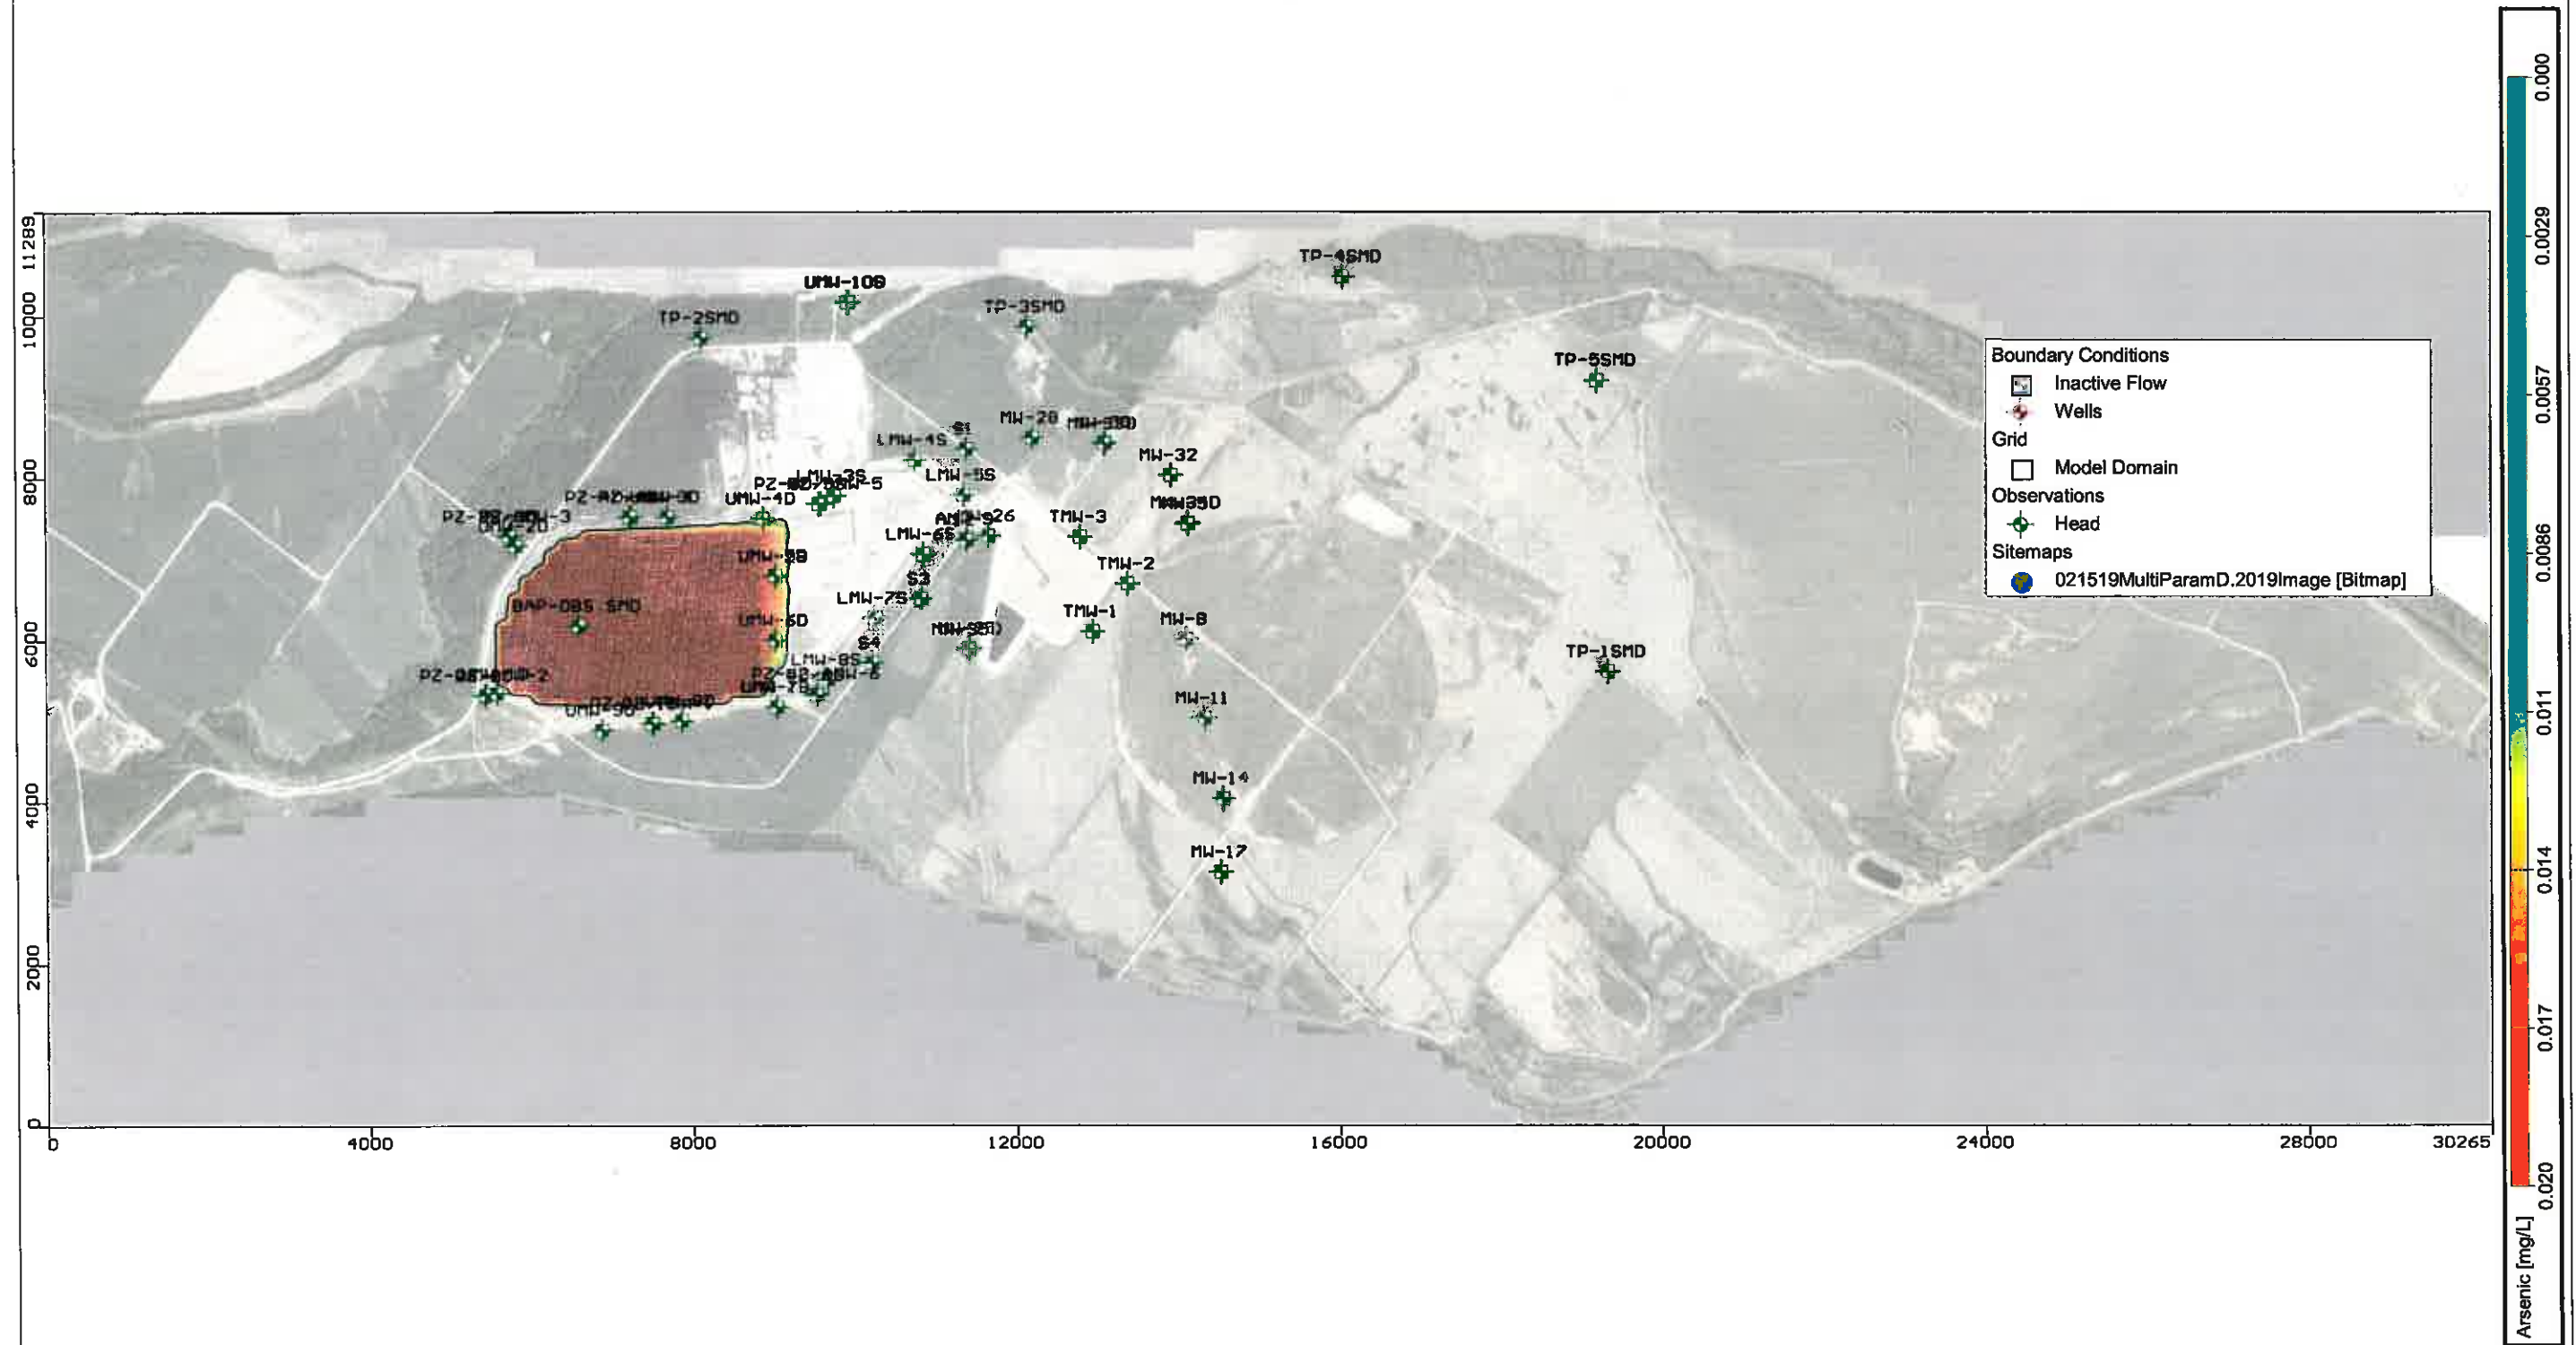 11289
10000
8000
6000
4000
2000
0
0
4000
8000
12000
16000
20000
24000
28000
30265
TP-4SMD
UMW-10S
TP-3SMD
TP-2SMD
TP-5SMD
MW-28
S1
LMW-4S
MW-32
LMW-5S
LMW-3S
UMW-4D
TMW-3
LMW-6S
TMW-2
S3
LMW-7S
BAP-OBS SMD
TMW-1
MW-8
UMW-6D
S4
LMW-8S
TP-1SMD
MW-11
MW-14
MW-17
Boundary Conditions
Inactive Flow
Wells
Grid
Model Domain
Observations
Head
Sitemaps
021519MultiParamD.2019Image [Bitmap]
0.000
0.0029
0.0057
0.0086
0.011
0.014
0.017
0.020
Arsenic [mg/L]